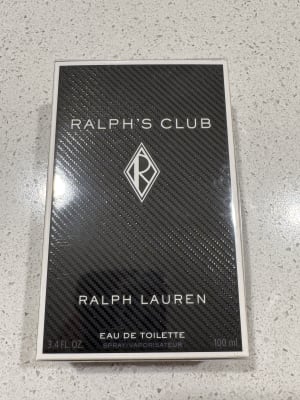 RALPH'S CLUB
R
RALPH LAUREN
EAU DE TOILETTE
3.4 FL. OZ. SPRAY/VAPORISATEUR 100 ml